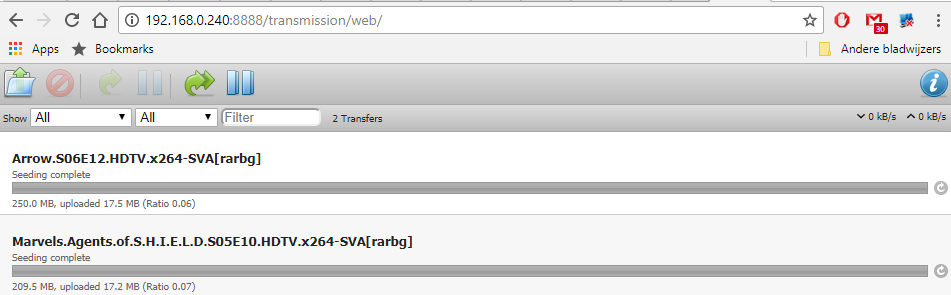 192.168.0.240:8888/transmission/web/
30
Apps Bookmarks Andere bladwijzers
Show All All Filter 2 Transfers 0 kB/s 0 kB/s
Arrow.S06E12.HDTV.x264-SVA[rarbg]
Seeding complete
250.0 MB, uploaded 17.5 MB (Ratio 0.06)
Marvels.Agents.of.S.H.I.E.L.D.S05E10.HDTV.x264-SVA[rarbg]
Seeding complete
209.5 MB, uploaded 17.2 MB (Ratio 0.07)